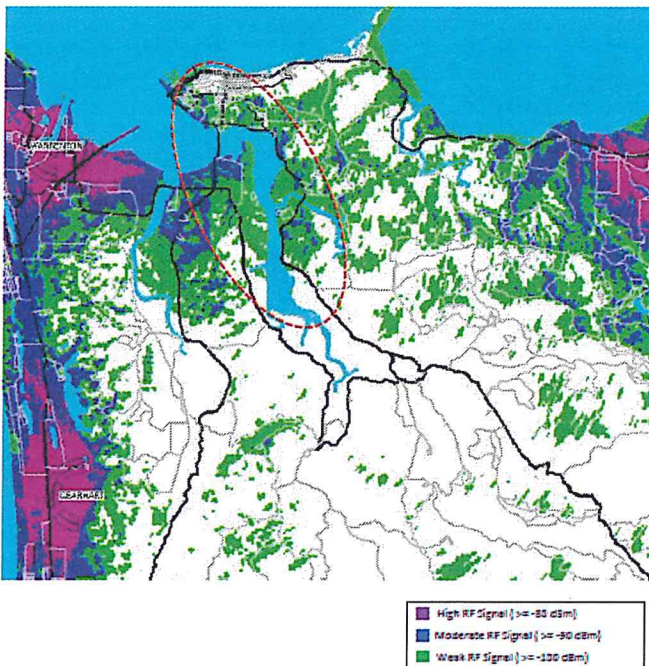 WARRENTON
GEARHART
High RF Signal ( >= -80 dBm)
Moderate RF Signal ( >= -90 dBm)
Weak RF Signal ( >= -100 dBm)